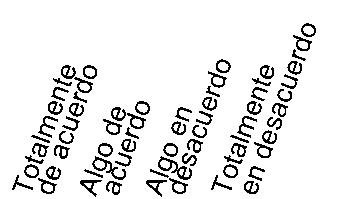 Totalmente
de acuerdo
Algo de
acuerdo
Algo en
desacuerdo
Totalmente
en desacuerdo